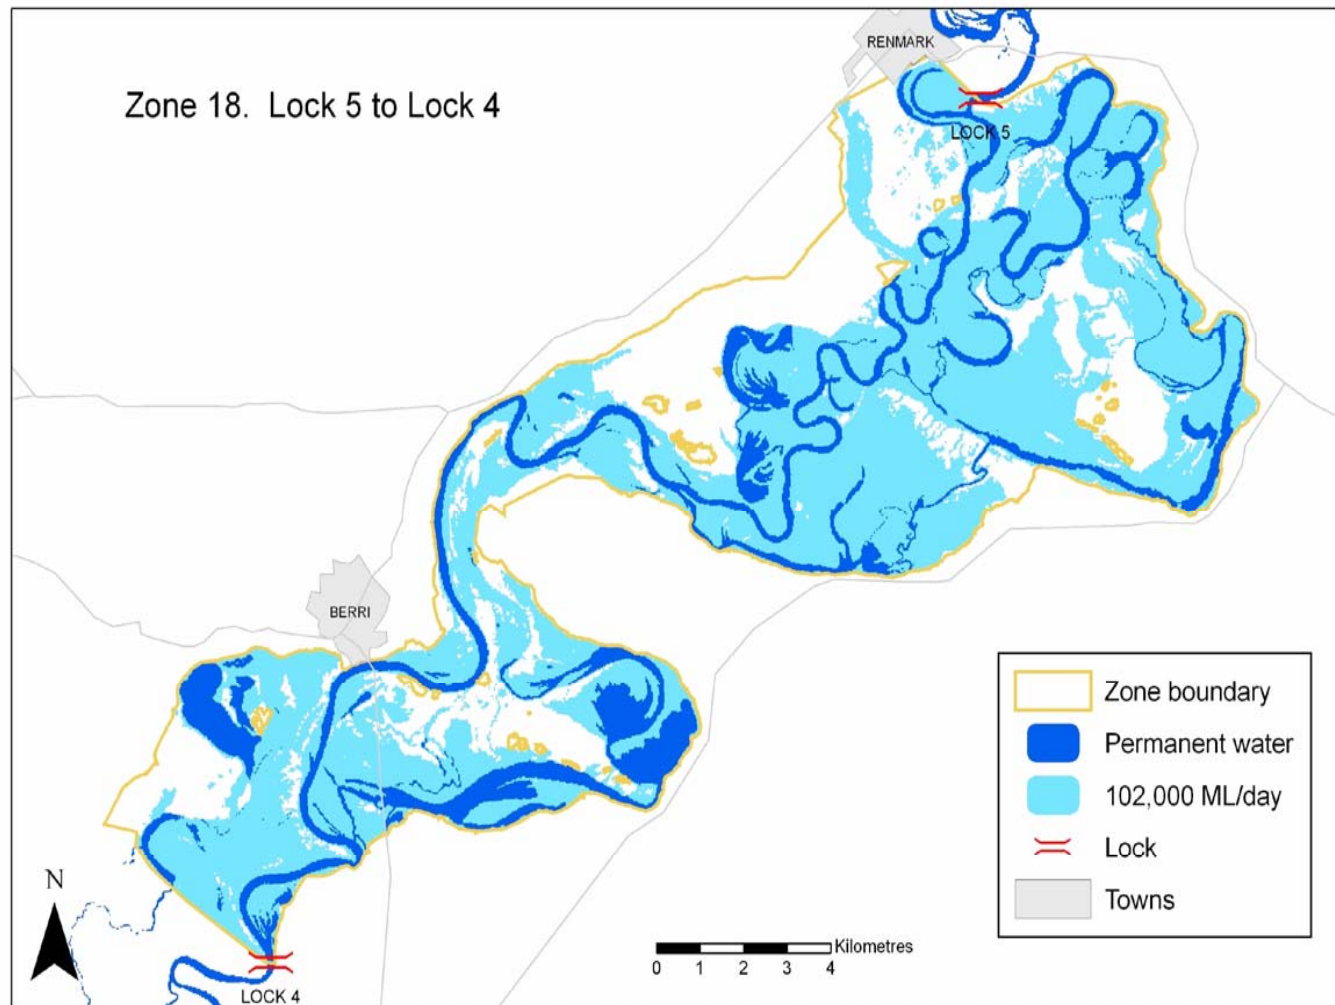 RENMARK
Zone 18. Lock 5 to Lock 4
LOCK 5
BERRI
Zone boundary
Permanent water
102,000 ML/day
Lock
Towns
N
Kilometres
0 1 2 3 4
LOCK 4